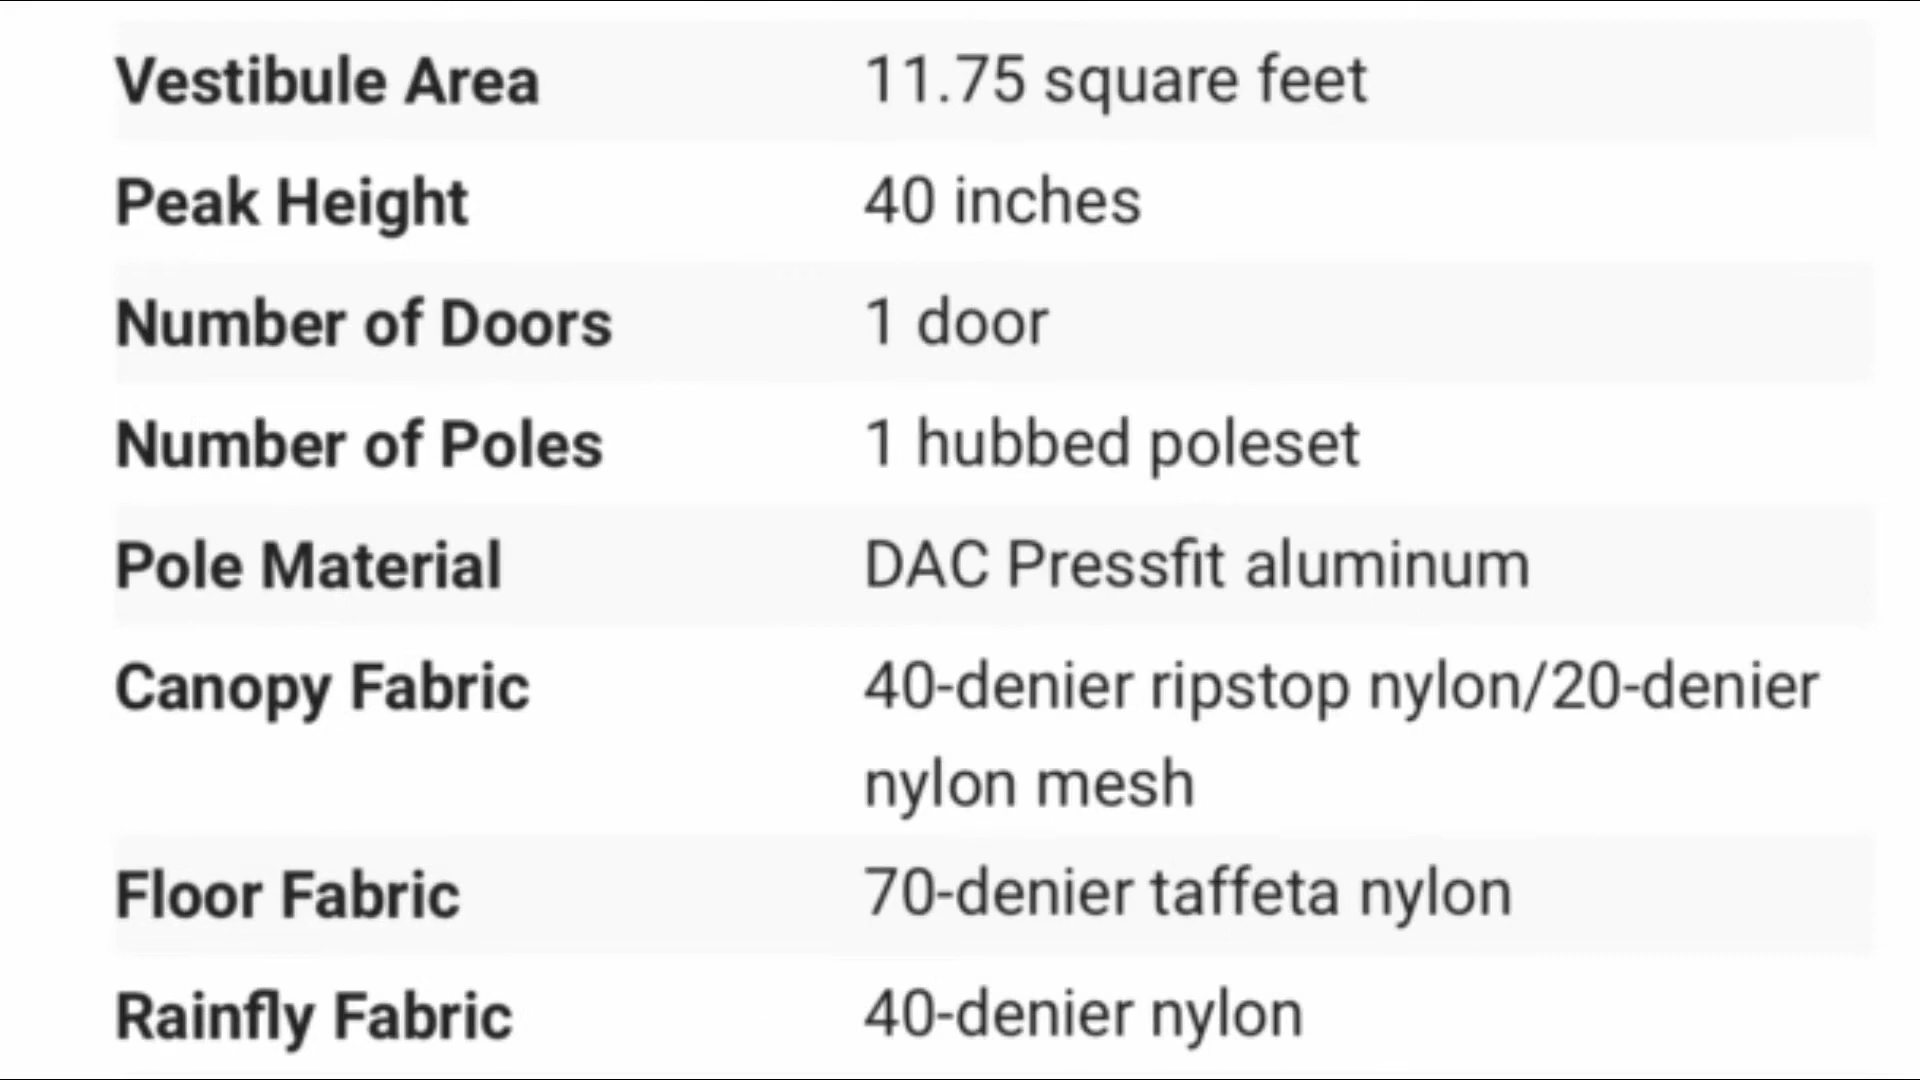 Vestibule Area 11.75 square feet
Peak Height 40 inches
Number of Doors 1 door
Number of Poles 1 hubbed poleset
Pole Material DAC Pressfit aluminum
Canopy Fabric 40-denier ripstop nylon/20-denier
nylon mesh
Floor Fabric 70-denier taffeta nylon
Rainfly Fabric 40-denier nylon